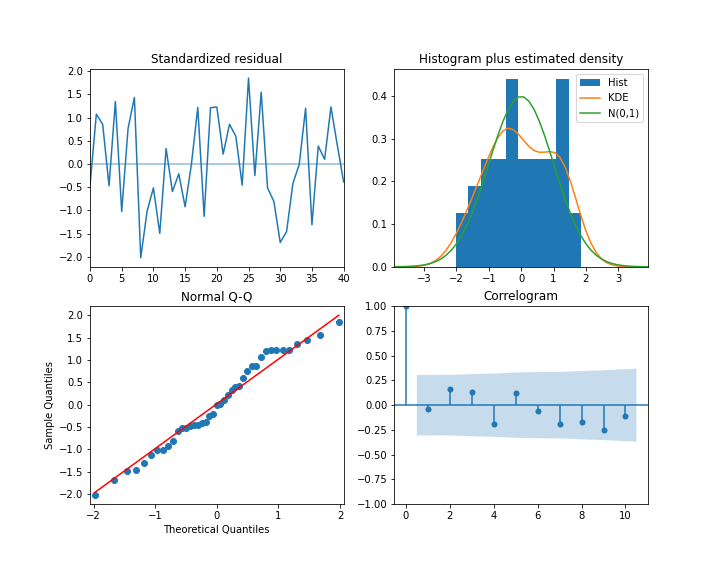 Standardized residual
2.0
1.5
1.0
0.5
0.0
−0.5
−1.0
−1.5
−2.0
0 5 10 15 20 25 30 35 40
Histogram plus estimated density
Hist
KDE
N(0,1)
0.4
0.3
0.2
0.1
0.0
−3 −2 −1 0 1 2 3
Normal Q-Q
Sample Quantiles
2.0
1.5
1.0
0.5
0.0
−0.5
−1.0
−1.5
−2.0
−2 −1 0 1 2
Theoretical Quantiles
Correlogram
1.00
0.75
0.50
0.25
0.00
−0.25
−0.50
−0.75
−1.00
0 2 4 6 8 10